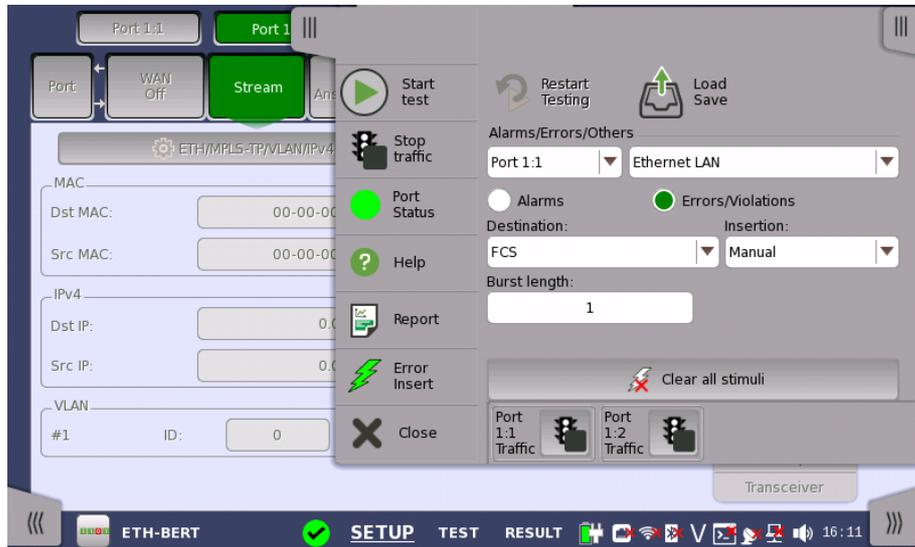 Port 1:1
Port 1
Port
WAN
Off
Stream
ETH/MPLS-TP/VLAN/IPv4
MAC
Dst MAC:
00-00-00
Src MAC:
00-00-00
IPv4
Dst IP:
0.0
Src IP:
0.0
VLAN
#1
ID:
0
Start
test
Stop
traffic
Port
Status
Help
Report
Error
Insert
Close
Restart
Testing
Load
Save
Alarms/Errors/Others
Port 1:1
Ethernet LAN
Alarms
Errors/Violations
Destination:
Insertion:
FCS
Manual
Burst length:
1
Clear all stimuli
Port
1:1
Traffic
Port
1:2
Traffic
Transceiver
ETH-BERT
SETUP
TEST
RESULT
16:11